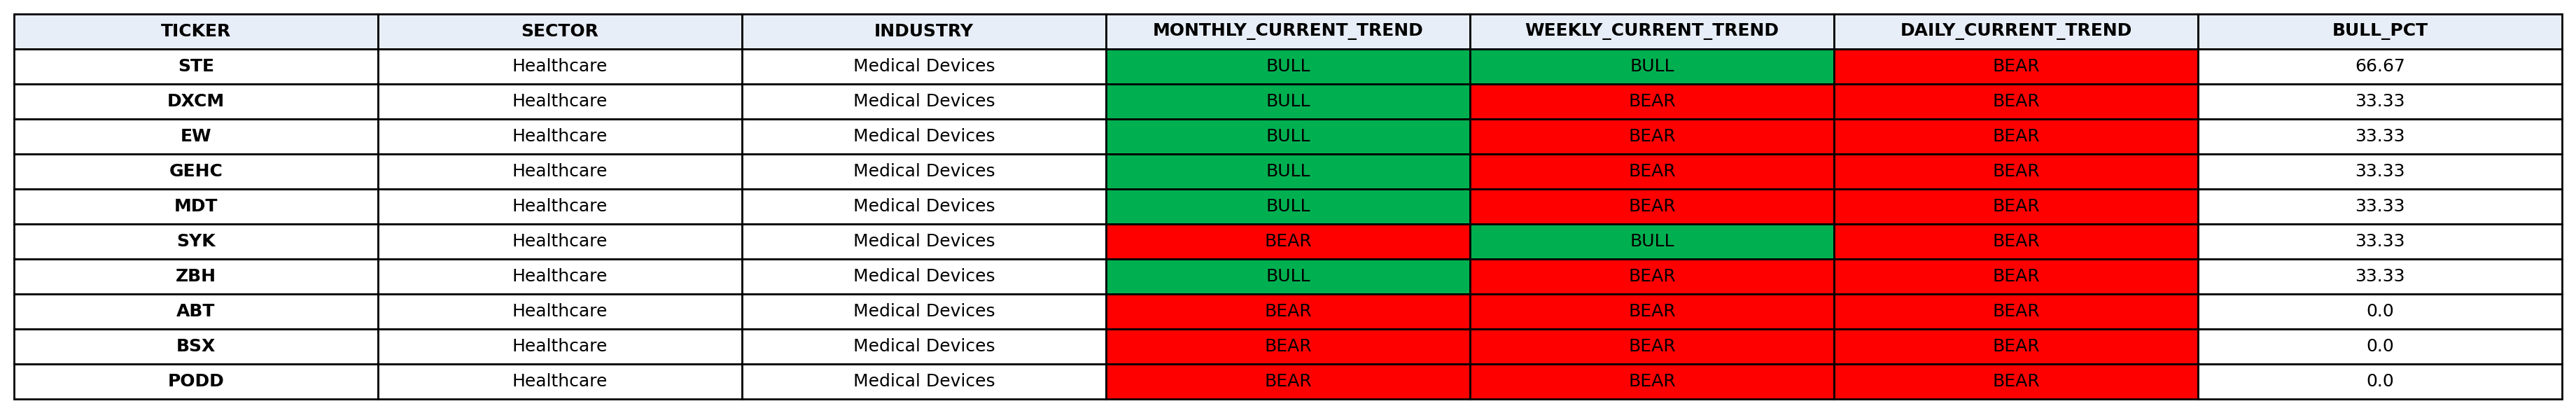 TICKER SECTOR INDUSTRY MONTHLY_CURRENT_TREND WEEKLY_CURRENT_TREND DAILY_CURRENT_TREND BULL_PCT
STE Healthcare Medical Devices BULL BULL BEAR 66.67
DXCM Healthcare Medical Devices BULL BEAR BEAR 33.33
EW Healthcare Medical Devices BULL BEAR BEAR 33.33
GEHC Healthcare Medical Devices BULL BEAR BEAR 33.33
MDT Healthcare Medical Devices BULL BEAR BEAR 33.33
SYK Healthcare Medical Devices BEAR BULL BEAR 33.33
ZBH Healthcare Medical Devices BULL BEAR BEAR 33.33
ABT Healthcare Medical Devices BEAR BEAR BEAR 0.0
BSX Healthcare Medical Devices BEAR BEAR BEAR 0.0
PODD Healthcare Medical Devices BEAR BEAR BEAR 0.0